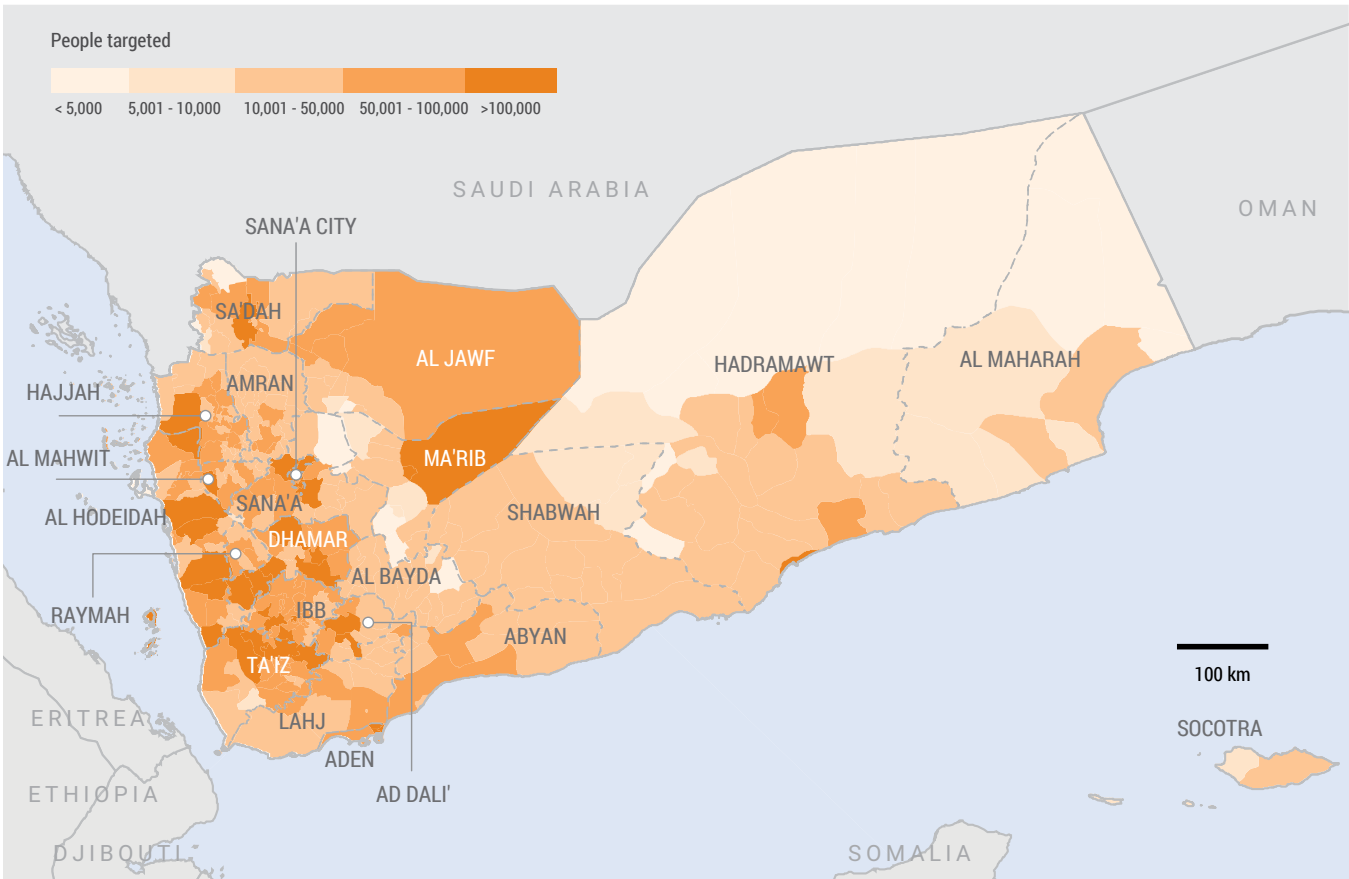 People targeted
< 5,000 5,001 - 10,000 10,001 - 50,000 50,001 - 100,000 >100,000
SAUDI ARABIA
OMAN
SANA'A CITY
SA'DAH
AL JAWF
HADRAMAWT
AL MAHARAH
AMRAN
HAJJAH
AL MAHWIT
MA'RIB
SANA'A
SHABWAH
AL HODEIDAH
DHAMAR
AL BAYDA
RAYMAH
IBB
ABYAN
TA'IZ
100 km
ERITREA
LAHJ
SOCOTRA
ADEN
ETHIOPIA
AD DALI'
DJIBOUTI
SOMALIA